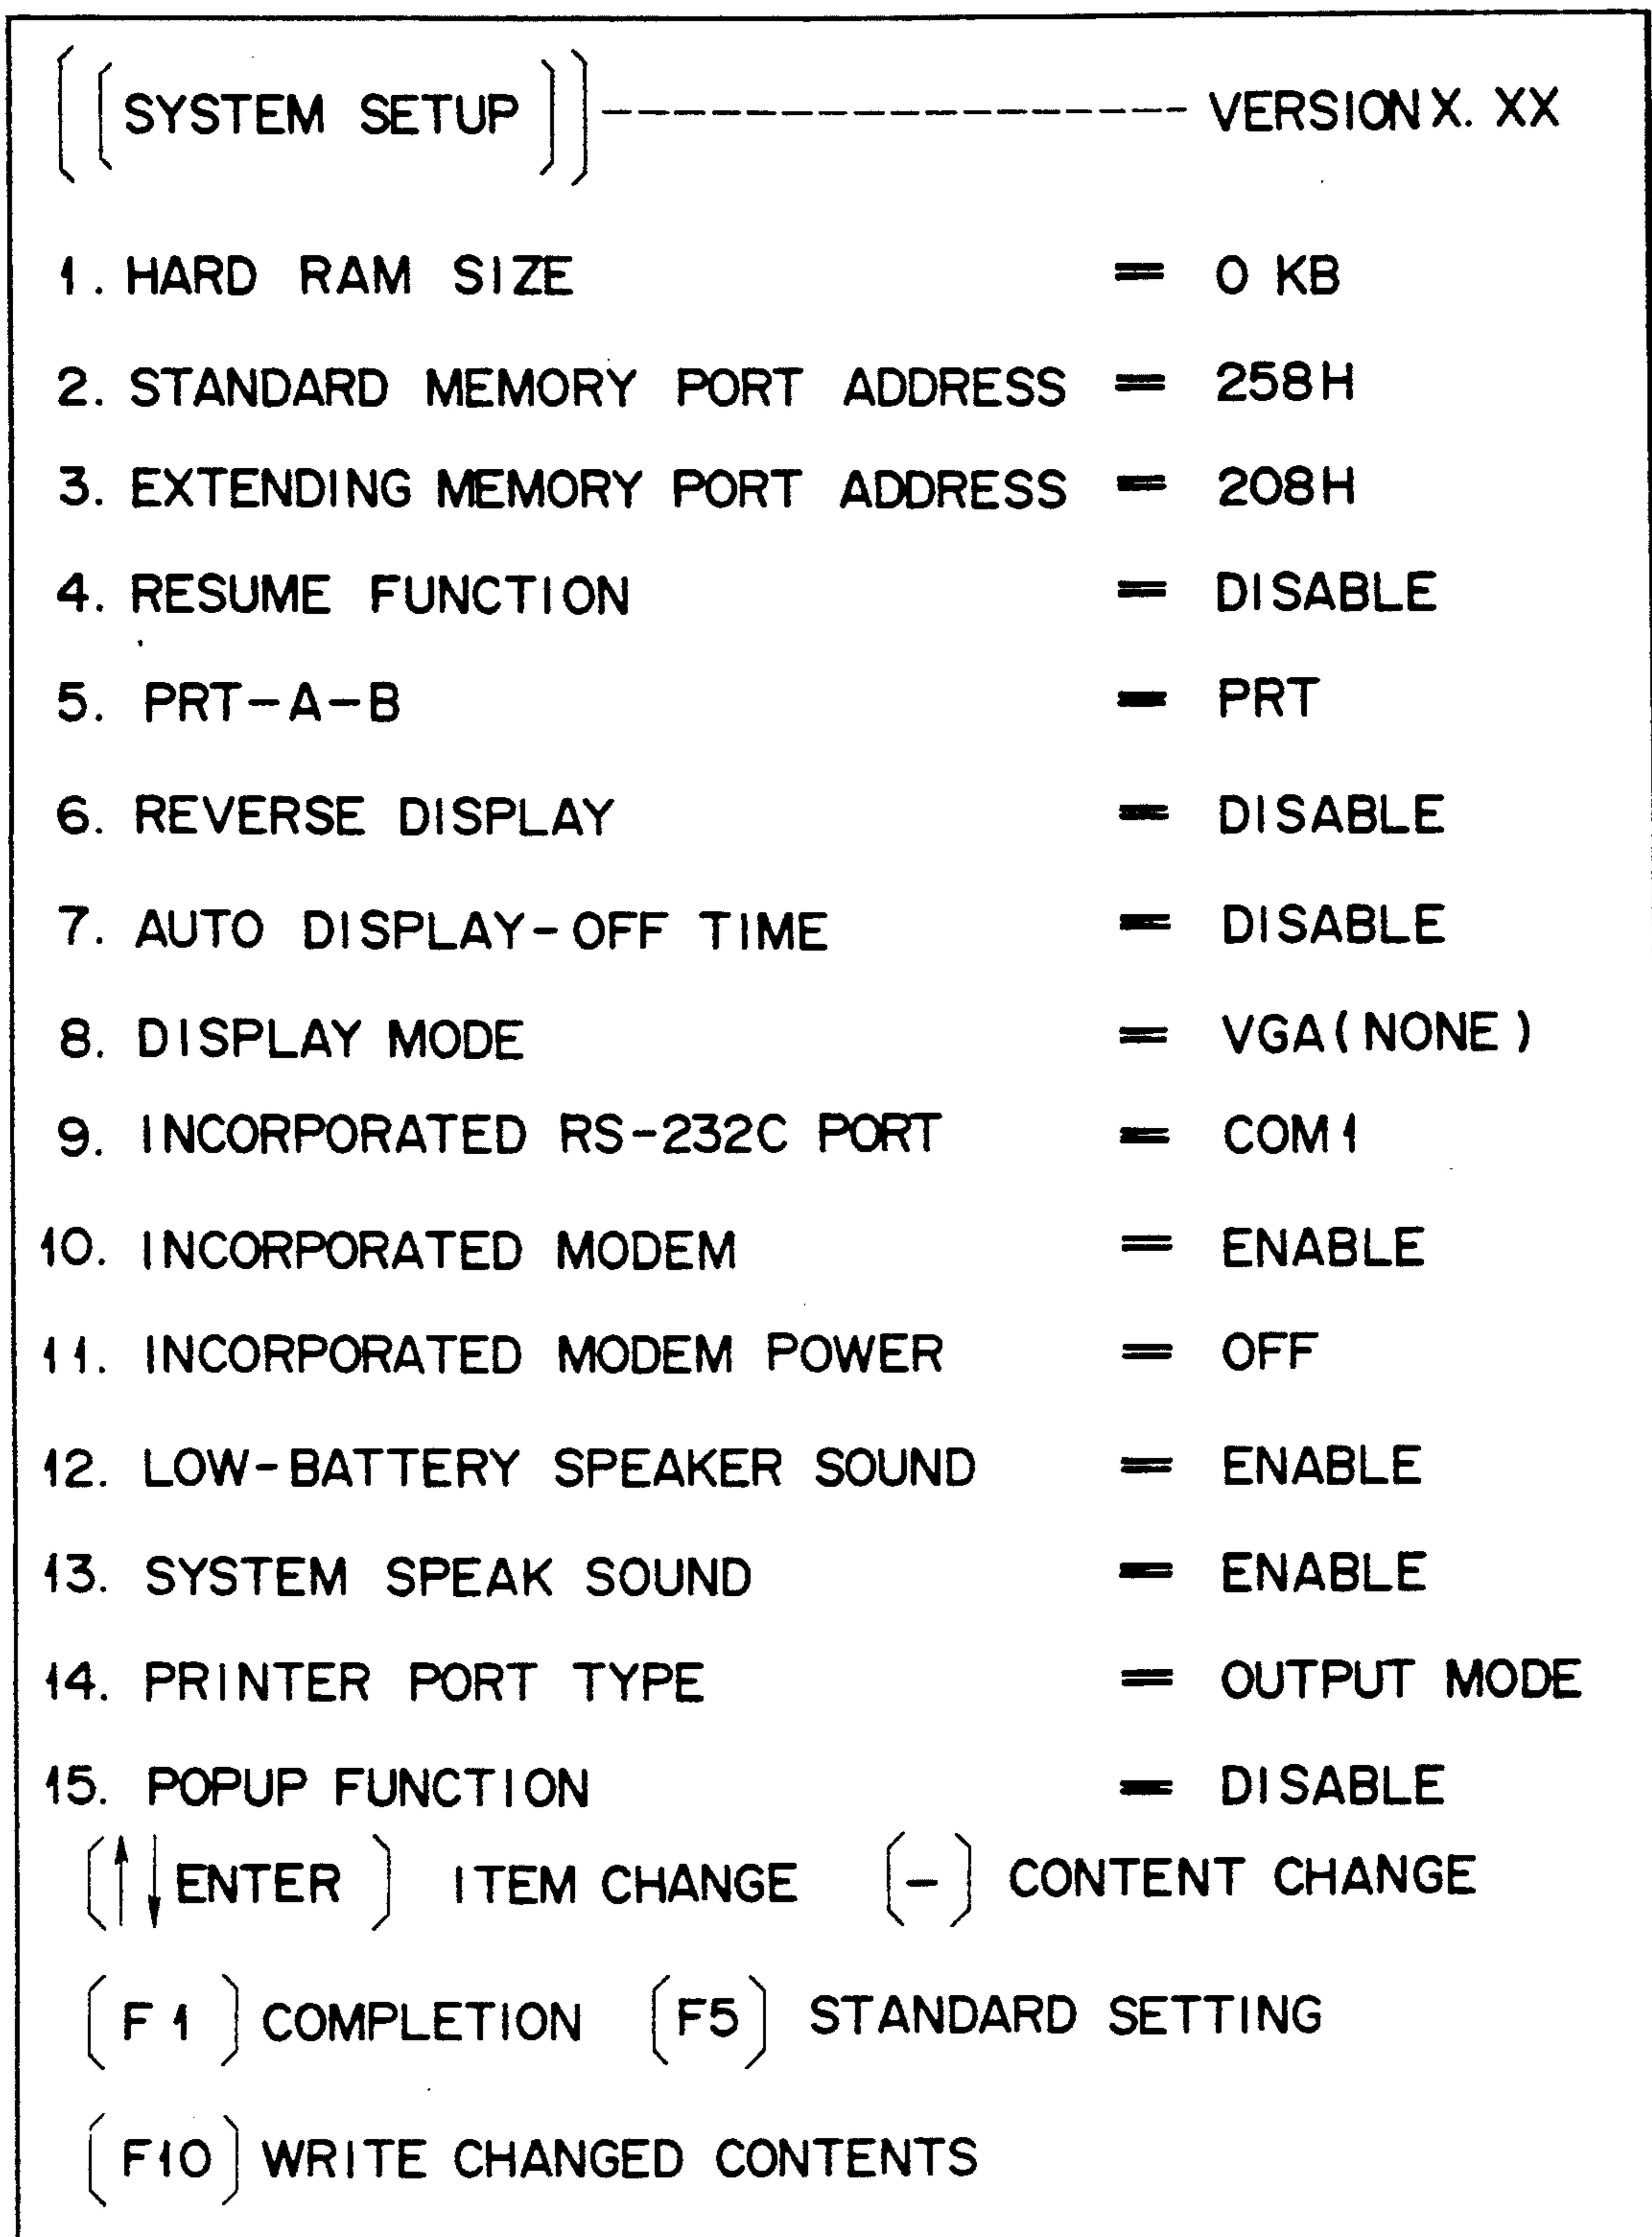 [[SYSTEM SETUP]]------------------ VERSION X. XX
1. HARD RAM SIZE = 0 KB
2. STANDARD MEMORY PORT ADDRESS = 258H
3. EXTENDING MEMORY PORT ADDRESS = 208H
4. RESUME FUNCTION = DISABLE
5. PRT-A-B = PRT
6. REVERSE DISPLAY = DISABLE
7. AUTO DISPLAY-OFF TIME = DISABLE
8. DISPLAY MODE = VGA(NONE)
9. INCORPORATED RS-232C PORT = COM1
10. INCORPORATED MODEM = ENABLE
11. INCORPORATED MODEM POWER = OFF
12. LOW-BATTERY SPEAKER SOUND = ENABLE
13. SYSTEM SPEAK SOUND = ENABLE
14. PRINTER PORT TYPE = OUTPUT MODE
15. POPUP FUNCTION = DISABLE
[↑↓ENTER] ITEM CHANGE [-] CONTENT CHANGE
[F1] COMPLETION [F5] STANDARD SETTING
[F10] WRITE CHANGED CONTENTS